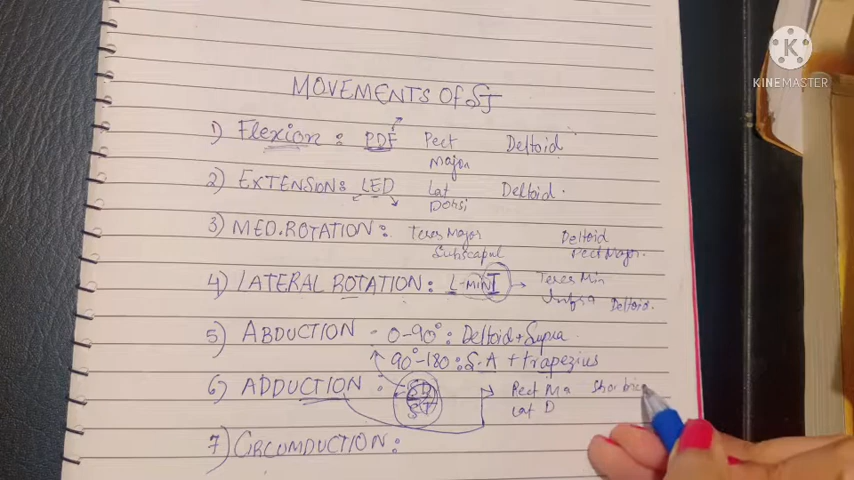 MOVEMENTS Of SJ
1) Flexion : PDF Pect Deltoid
Major
2) EXTENSION: LED Lat Deltoid.
Dorsi
3) MED.ROTATION : Teres Major Deltoid
Subscapul Pect Major.
4) LATERAL ROTATION : L-MINI → Teres Min
Infra Deltoid.
5) ABDUCTION - 0-90° : Deltoid + Supra
90°-180 : S.A + trapezius
6) ADDUCTION : Pect Ma Shor
Lat D
7) CIRCUMDUCTION :
K
KINEMASTER